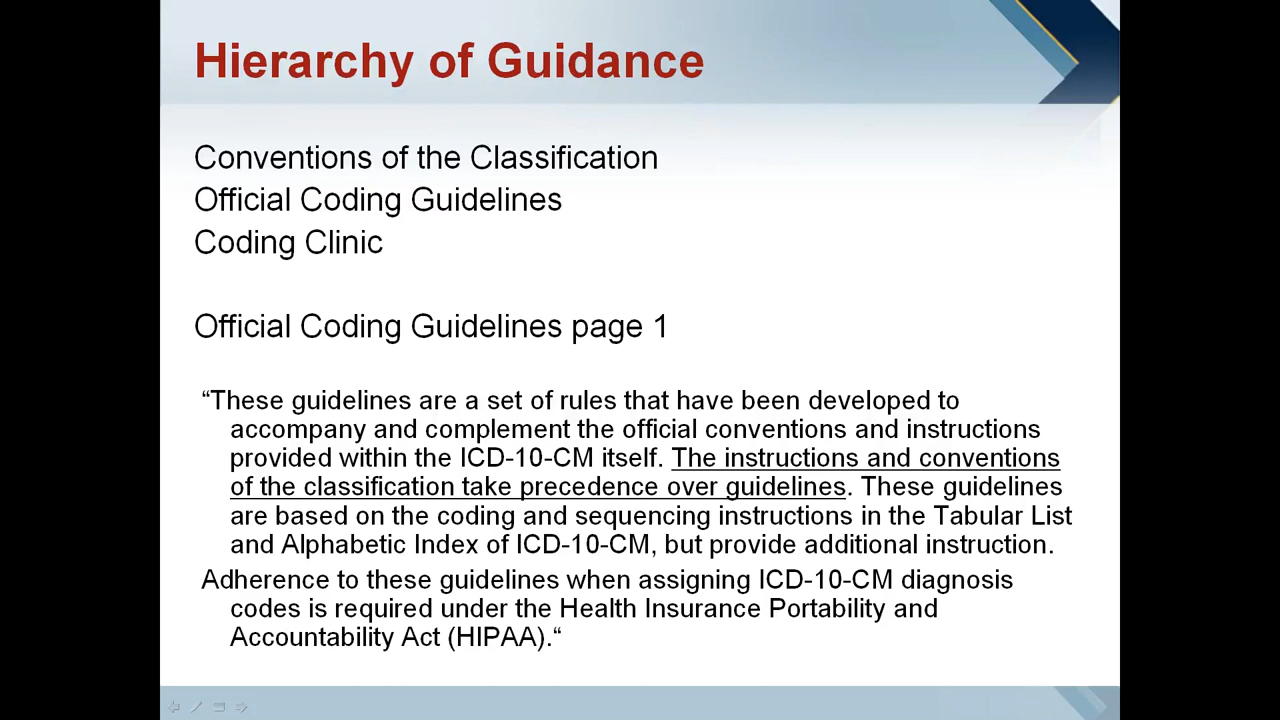 Hierarchy of Guidance
Conventions of the Classification
Official Coding Guidelines
Coding Clinic
Official Coding Guidelines page 1
“These guidelines are a set of rules that have been developed to
accompany and complement the official conventions and instructions
provided within the ICD-10-CM itself. The instructions and conventions
of the classification take precedence over guidelines. These guidelines
are based on the coding and sequencing instructions in the Tabular List
and Alphabetic Index of ICD-10-CM, but provide additional instruction.
Adherence to these guidelines when assigning ICD-10-CM diagnosis
codes is required under the Health Insurance Portability and
Accountability Act (HIPAA).“